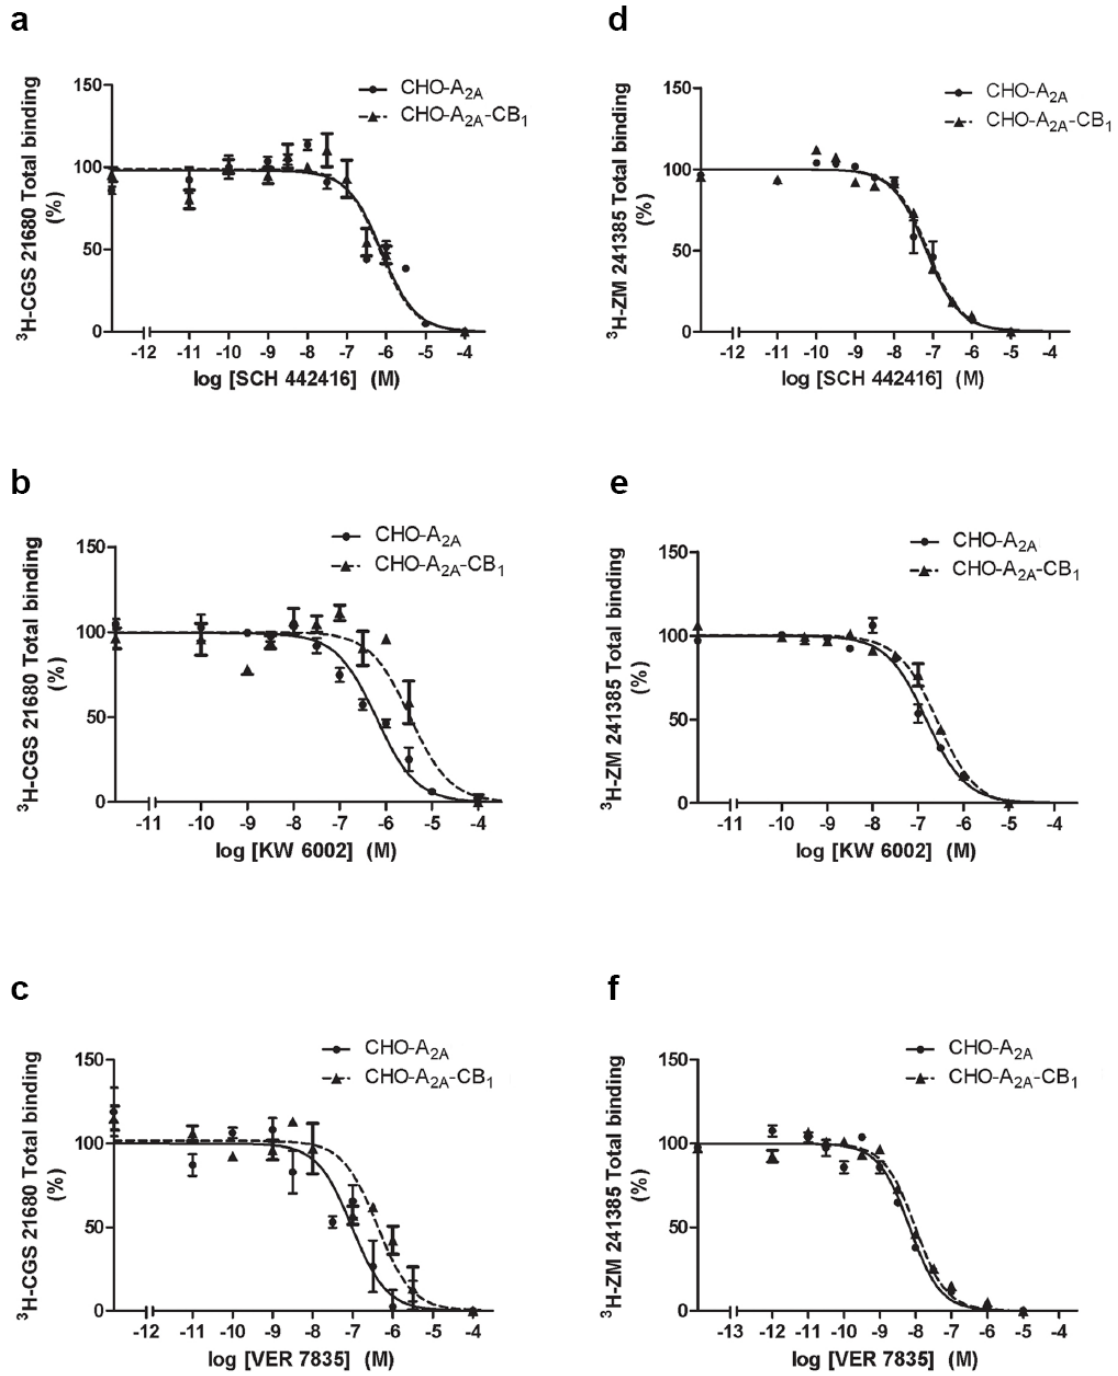 a
³H-CGS 21680 Total binding
(%)
150
100
50
0
CHO-A₂A
CHO-A₂A-CB₁
-12 -11 -10 -9 -8 -7 -6 -5 -4
log [SCH 442416] (M)
d
³H-ZM 241385 Total binding
(%)
150
100
50
0
CHO-A₂A
CHO-A₂A-CB₁
-12 -11 -10 -9 -8 -7 -6 -5 -4
log [SCH 442416] (M)
b
³H-CGS 21680 Total binding
(%)
150
100
50
0
CHO-A₂A
CHO-A₂A-CB₁
-11 -10 -9 -8 -7 -6 -5 -4
log [KW 6002] (M)
e
³H-ZM 241385 Total binding
(%)
150
100
50
0
CHO-A₂A
CHO-A₂A-CB₁
-11 -10 -9 -8 -7 -6 -5 -4
log [KW 6002] (M)
c
³H-CGS 21680 Total binding
(%)
150
100
50
0
CHO-A₂A
CHO-A₂A-CB₁
-12 -11 -10 -9 -8 -7 -6 -5 -4
log [VER 7835] (M)
f
³H-ZM 241385 Total binding
(%)
150
100
50
0
CHO-A₂A
CHO-A₂A-CB₁
-13 -12 -11 -10 -9 -8 -7 -6 -5 -4
log [VER 7835] (M)